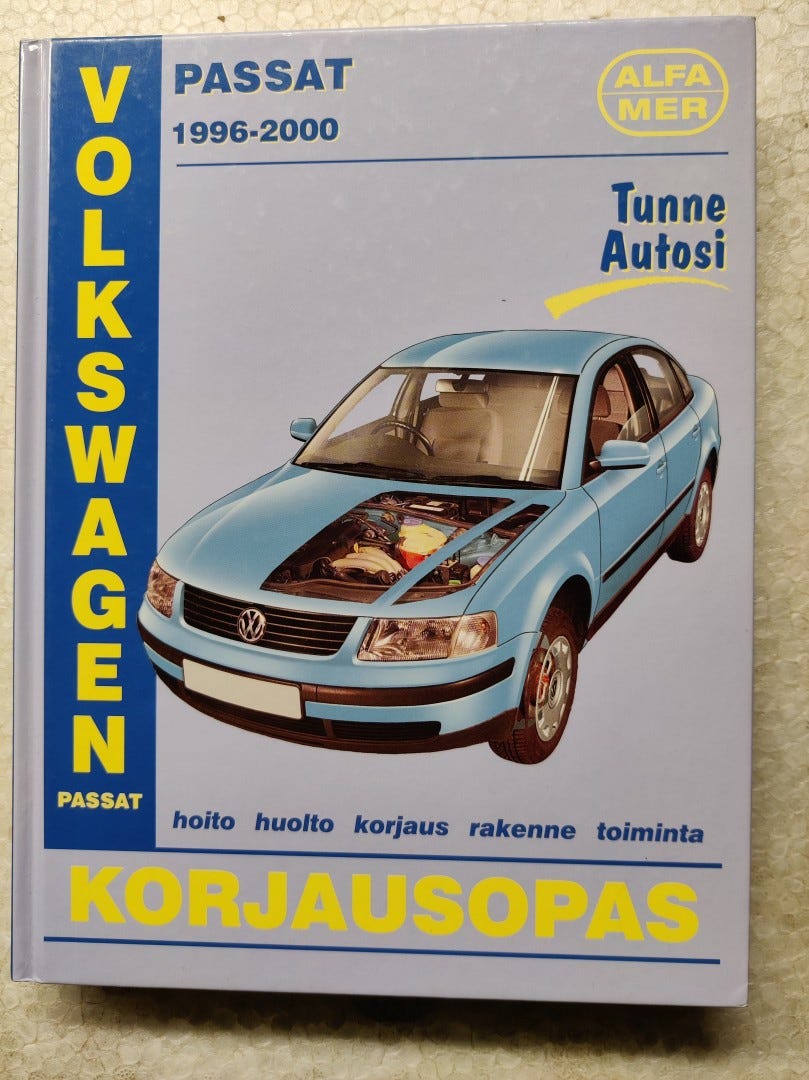 VOLKSWAGEN
PASSAT
PASSAT
1996-2000
ALFA
MER
Tunne
Autosi
hoito huolto korjaus rakenne toiminta
KORJAUSOPAS